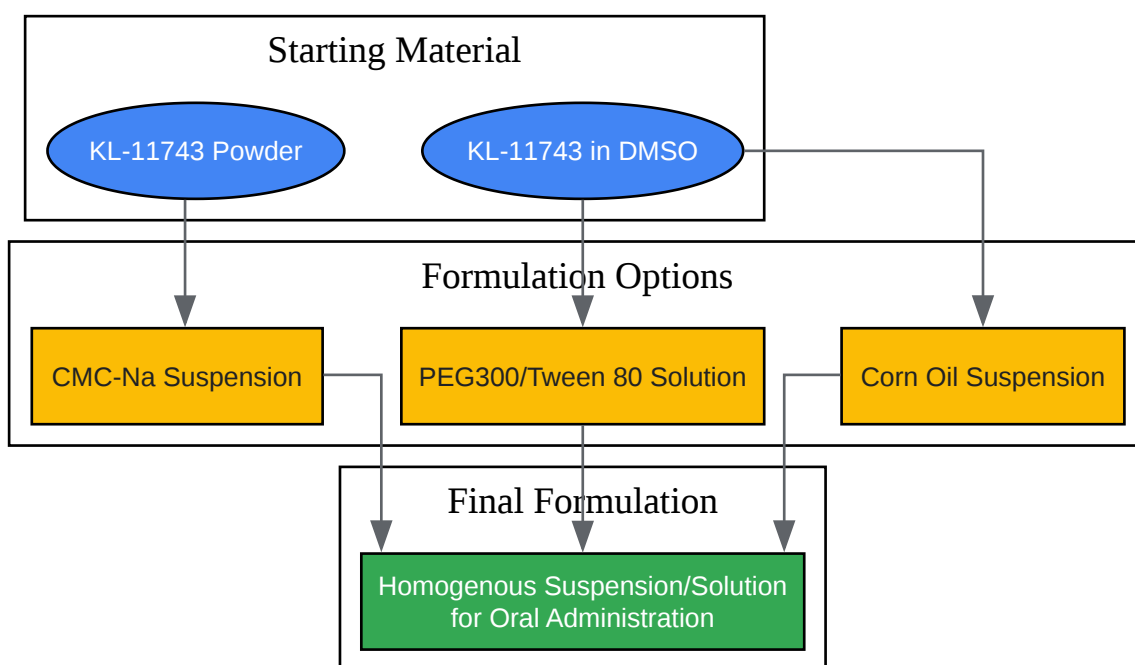 Starting Material
KL-11743 Powder
KL-11743 in DMSO
Formulation Options
CMC-Na Suspension
PEG300/Tween 80 Solution
Corn Oil Suspension
Final Formulation
Homogenous Suspension/Solution
for Oral Administration